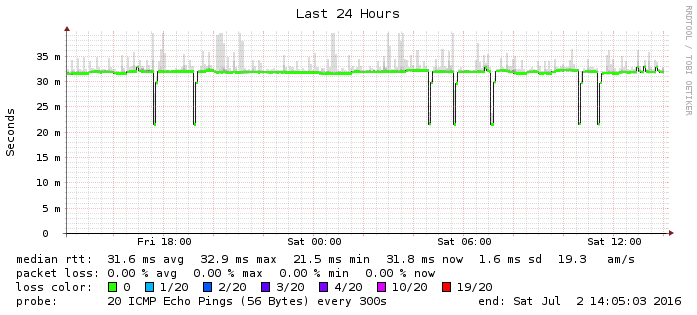 Last 24 Hours
RRDTOOL / TOBI OETIKER
Seconds
35 m
30 m
25 m
20 m
15 m
10 m
5 m
0
Fri 18:00 Sat 00:00 Sat 06:00 Sat 12:00
median rtt: 31.6 ms avg 32.9 ms max 21.5 ms min 31.8 ms now 1.6 ms sd 19.3 am/s
packet loss: 0.00 % avg 0.00 % max 0.00 % min 0.00 % now
loss color: 0 1/20 2/20 3/20 4/20 10/20 19/20
probe: 20 ICMP Echo Pings (56 Bytes) every 300s end: Sat Jul 2 14:05:03 2016